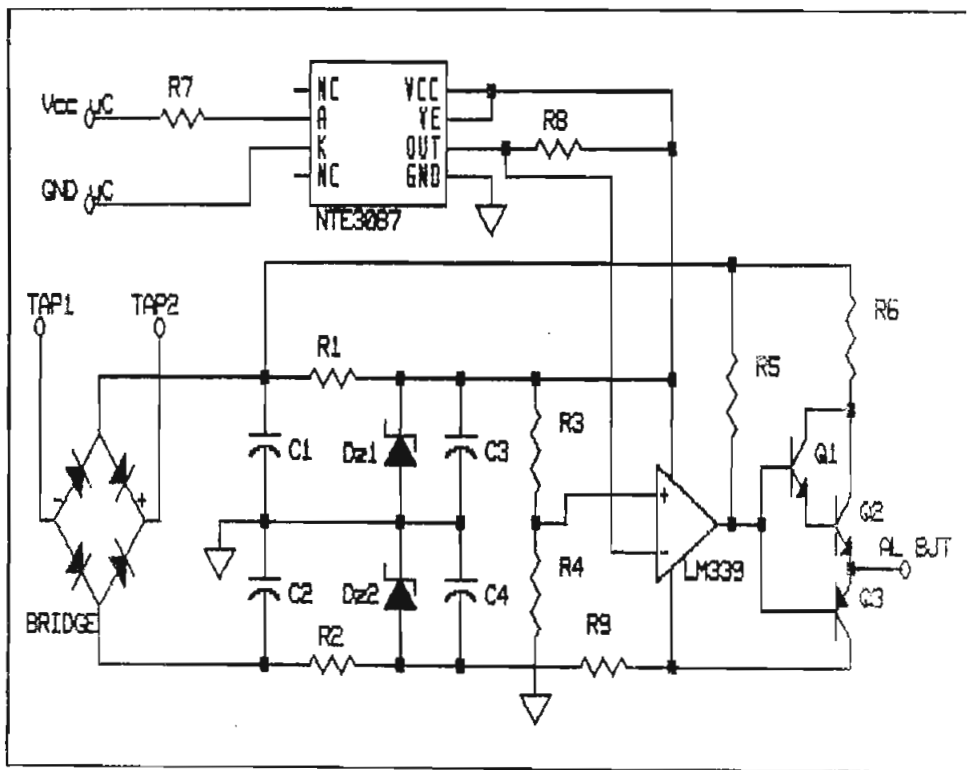 R7
Vcc µC
GND µC
NC
A
K
NC
VCC
VE
OUT
GND
NTE3087
R8
TAP1
TAP2
R1
R5
R6
C1
Dz1
C3
R3
Q1
Q2
+
-
LM339
AL BJT
Q3
-
+
BRIDGE
C2
Dz2
C4
R4
R2
R9